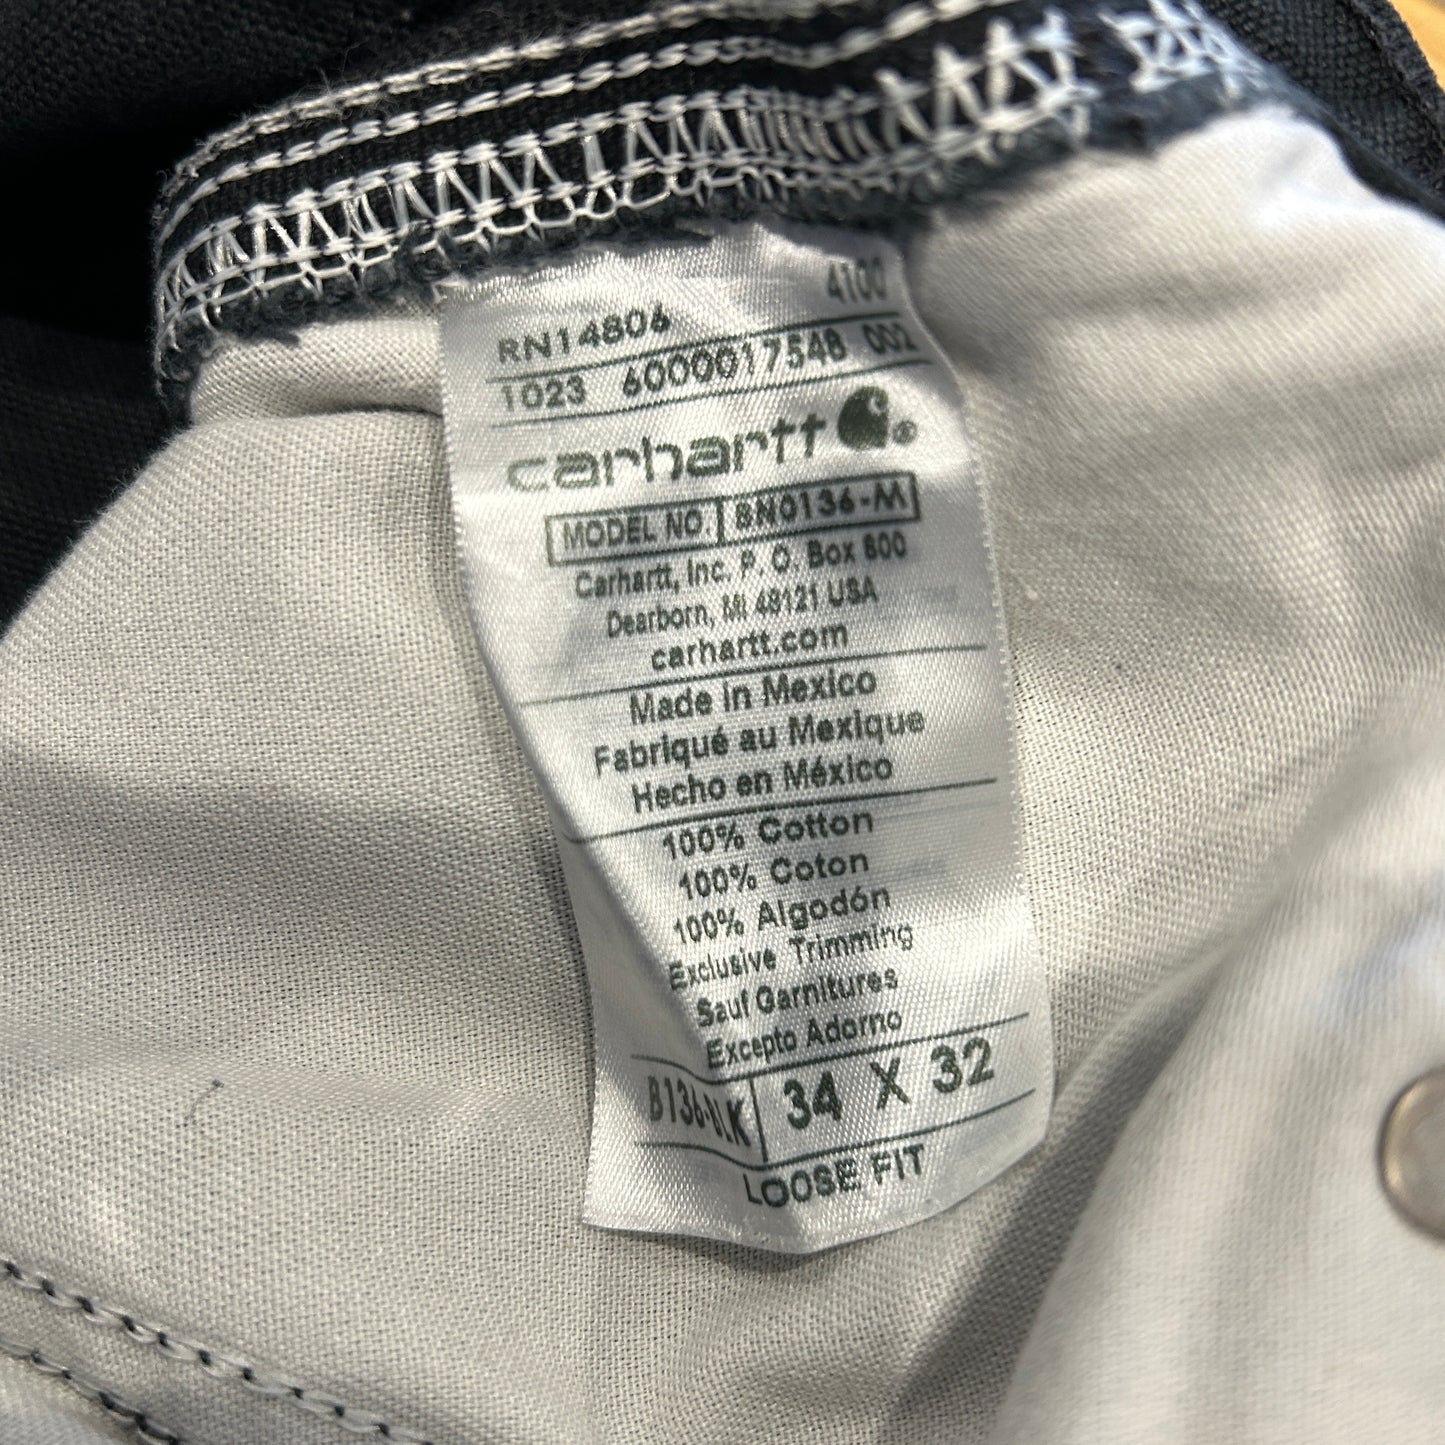 4100
RN14806
1023 6000017548 002
carhartt
MODEL NO. BN0136-M
Carhartt, Inc. P. O. Box 600
Dearborn, MI 48121 USA
carhartt.com
Made in Mexico
Fabriqué au Mexique
Hecho en México
100% Cotton
100% Coton
100% Algodón
Exclusive Trimming
Sauf Garnitures
Excepto Adorno
B136-BLK 34 X 32
LOOSE FIT